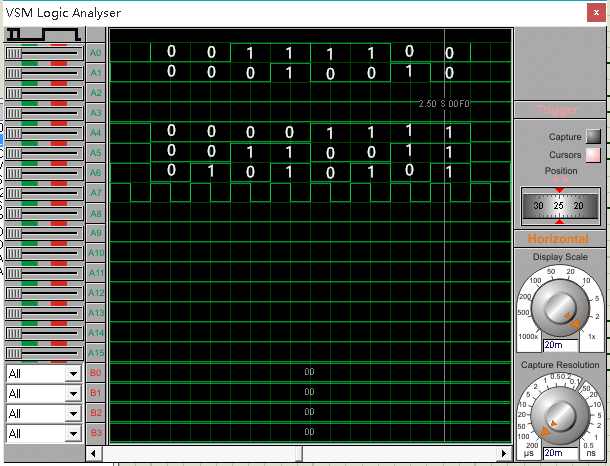 VSM Logic Analyser
A0 0 0 1 1 1 1 0 0
A1 0 0 0 1 0 0 1 0
A2
2.50 S 00F0
A3
A4 0 0 0 0 1 1 1 1
A5 0 0 1 1 0 0 1 1
A6 0 1 0 1 0 1 0 1
A7
A8
A9
A10
A11
A12
A13
A14
A15
All B0 00
All B1 00
All B2 00
All B3 00
Trigger
Capture
Cursors
Position
30 25 20
Horizontal
Display Scale
50 20
100 10
200 5
500 2
1000x 1x
20m
Capture Resolution
1 0.50 0.20
2 .50
5 20
10 10
20 5
50 2
100 1
200 0.5
µs 20m ns